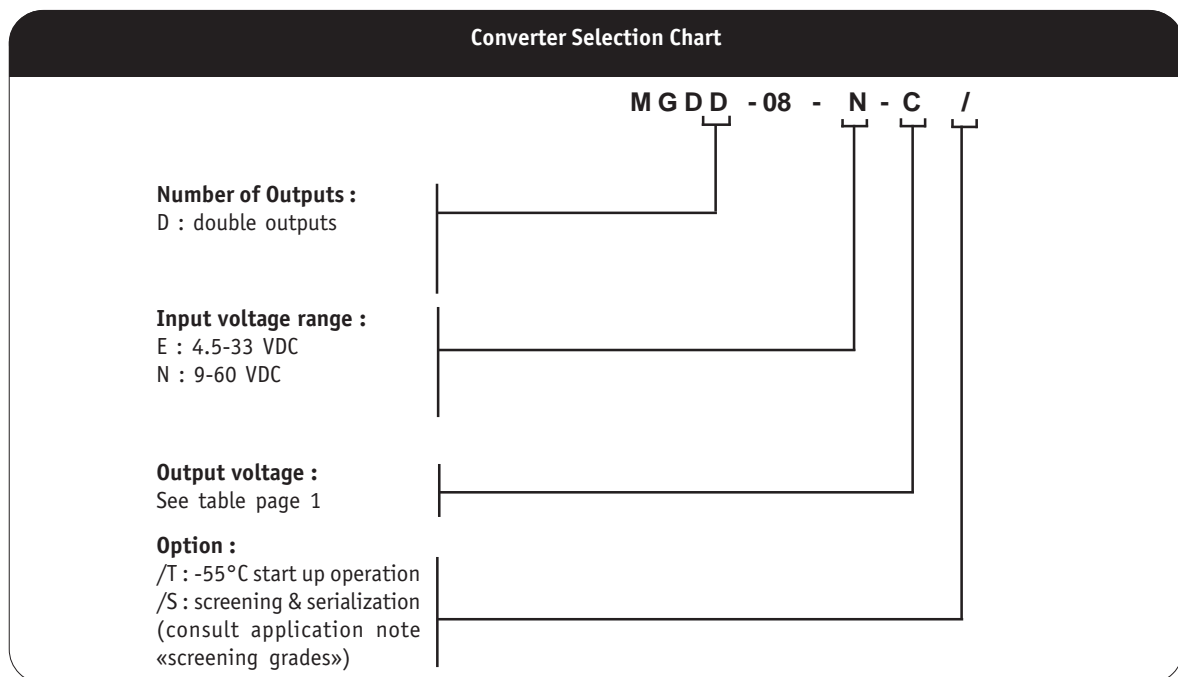 Converter Selection Chart
M G D D - 08 - N - C /
Number of Outputs :
D : double outputs
Input voltage range :
E : 4.5-33 VDC
N : 9-60 VDC
Output voltage :
See table page 1
Option :
/T : -55°C start up operation
/S : screening & serialization
(consult application note
«screening grades»)